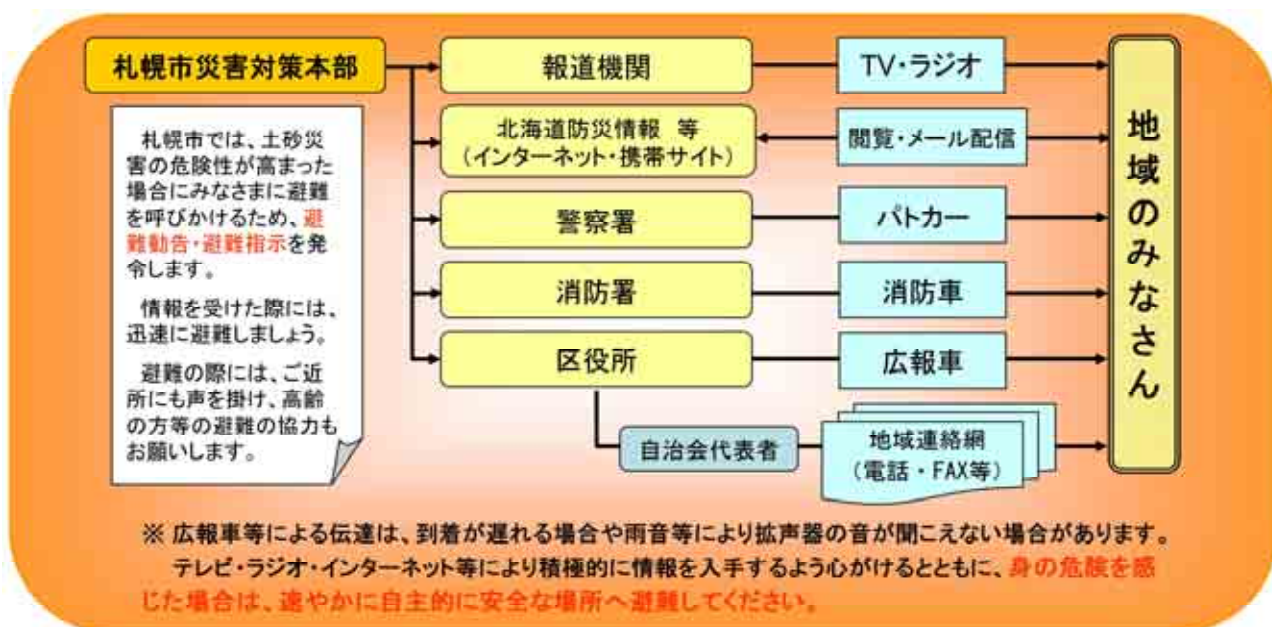 札幌市災害対策本部
報道機関
TV・ラジオ
札幌市では、土砂災
害の危険性が高まった
場合にみなさまに避難
を呼びかけるため、避
難勧告・避難指示を発
令します。
情報を受けた際には、
迅速に避難しましょう。
避難の際には、ご近
所にも声を掛け、高齢
の方等の避難の協力も
お願いします。
北海道防災情報 等
(インターネット・携帯サイト)
閲覧・メール配信
警察署
パトカー
消防署
消防車
区役所
広報車
自治会代表者
地域連絡網
(電話・FAX等)
地域のみなさん
※ 広報車等による伝達は、到着が遅れる場合や雨音等により拡声器の音が聞こえない場合があります。
テレビ・ラジオ・インターネット等により積極的に情報を入手するよう心がけるとともに、身の危険を感
じた場合は、速やかに自主的に安全な場所へ避難してください。